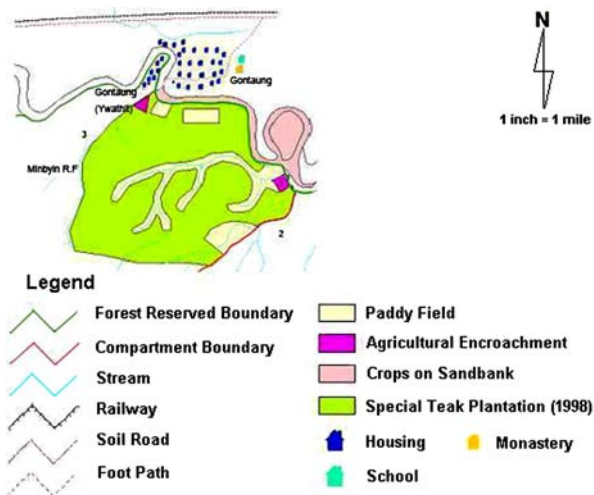 N
1 inch = 1 mile
Gontaung
Gontaung
(Ywathit)
3
Minbyin R.F
2
Legend
Forest Reserved Boundary
Compartment Boundary
Stream
Railway
Soil Road
Foot Path
Paddy Field
Agricultural Encroachment
Crops on Sandbank
Special Teak Plantation (1998)
Housing
Monastery
School